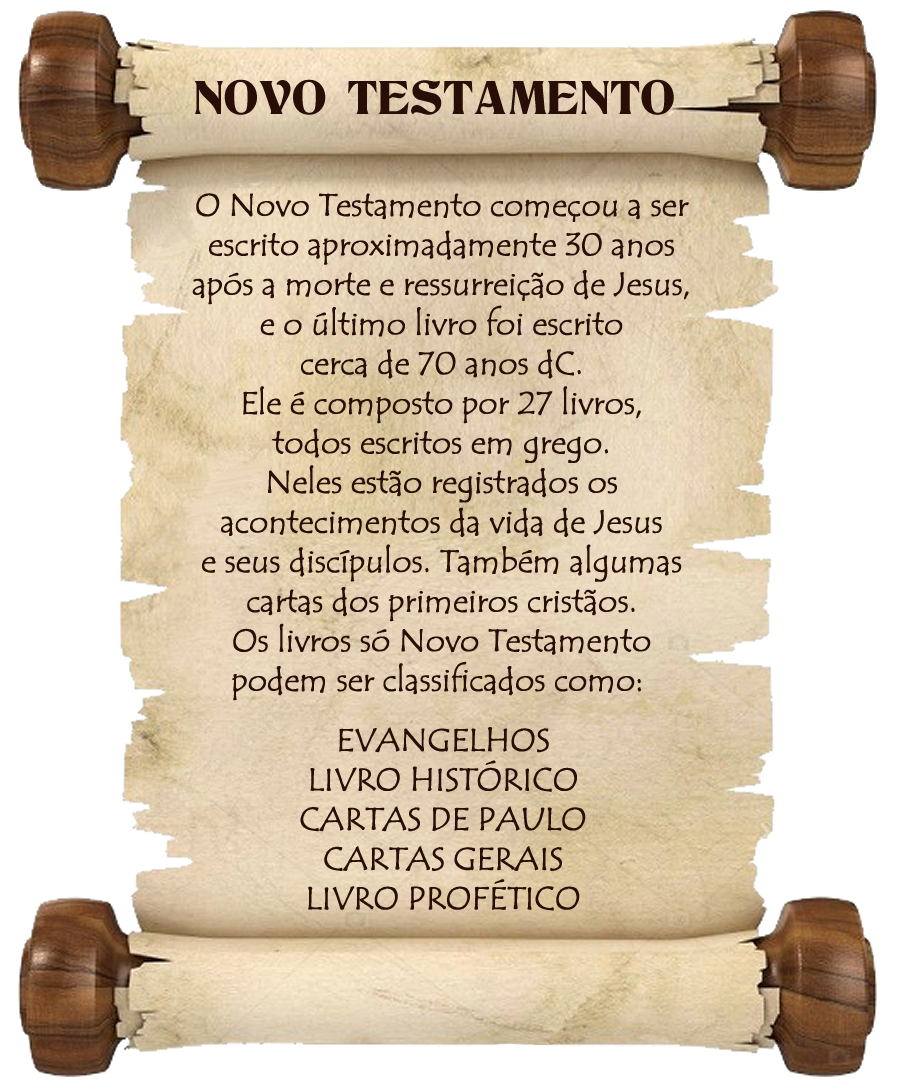 NOVO TESTAMENTO
O Novo Testamento começou a ser
escrito aproximadamente 30 anos
após a morte e ressurreição de Jesus,
e o último livro foi escrito
cerca de 70 anos dC.
Ele é composto por 27 livros,
todos escritos em grego.
Neles estão registrados os
acontecimentos da vida de Jesus
e seus discípulos. Também algumas
cartas dos primeiros cristãos.
Os livros só Novo Testamento
podem ser classificados como:
EVANGELHOS
LIVRO HISTÓRICO
CARTAS DE PAULO
CARTAS GERAIS
LIVRO PROFÉTICO